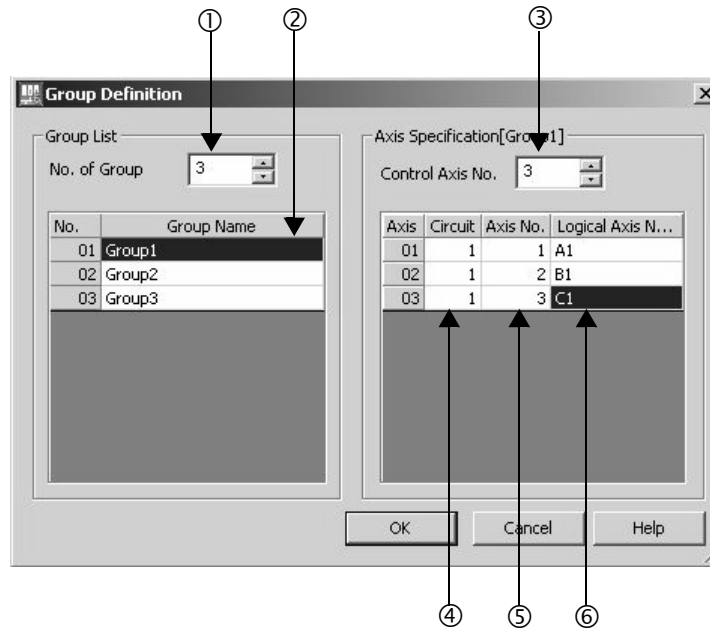 ① ② ③
Group Definition
Group List
No. of Group 3
No. Group Name
01 Group1
02 Group2
03 Group3
Axis Specification[Gro 1]
Control Axis No. 3
Axis Circuit Axis No. Logical Axis N...
01 1 1 A1
02 1 2 B1
03 1 3 C1
OK Cancel Help
④ ⑤ ⑥